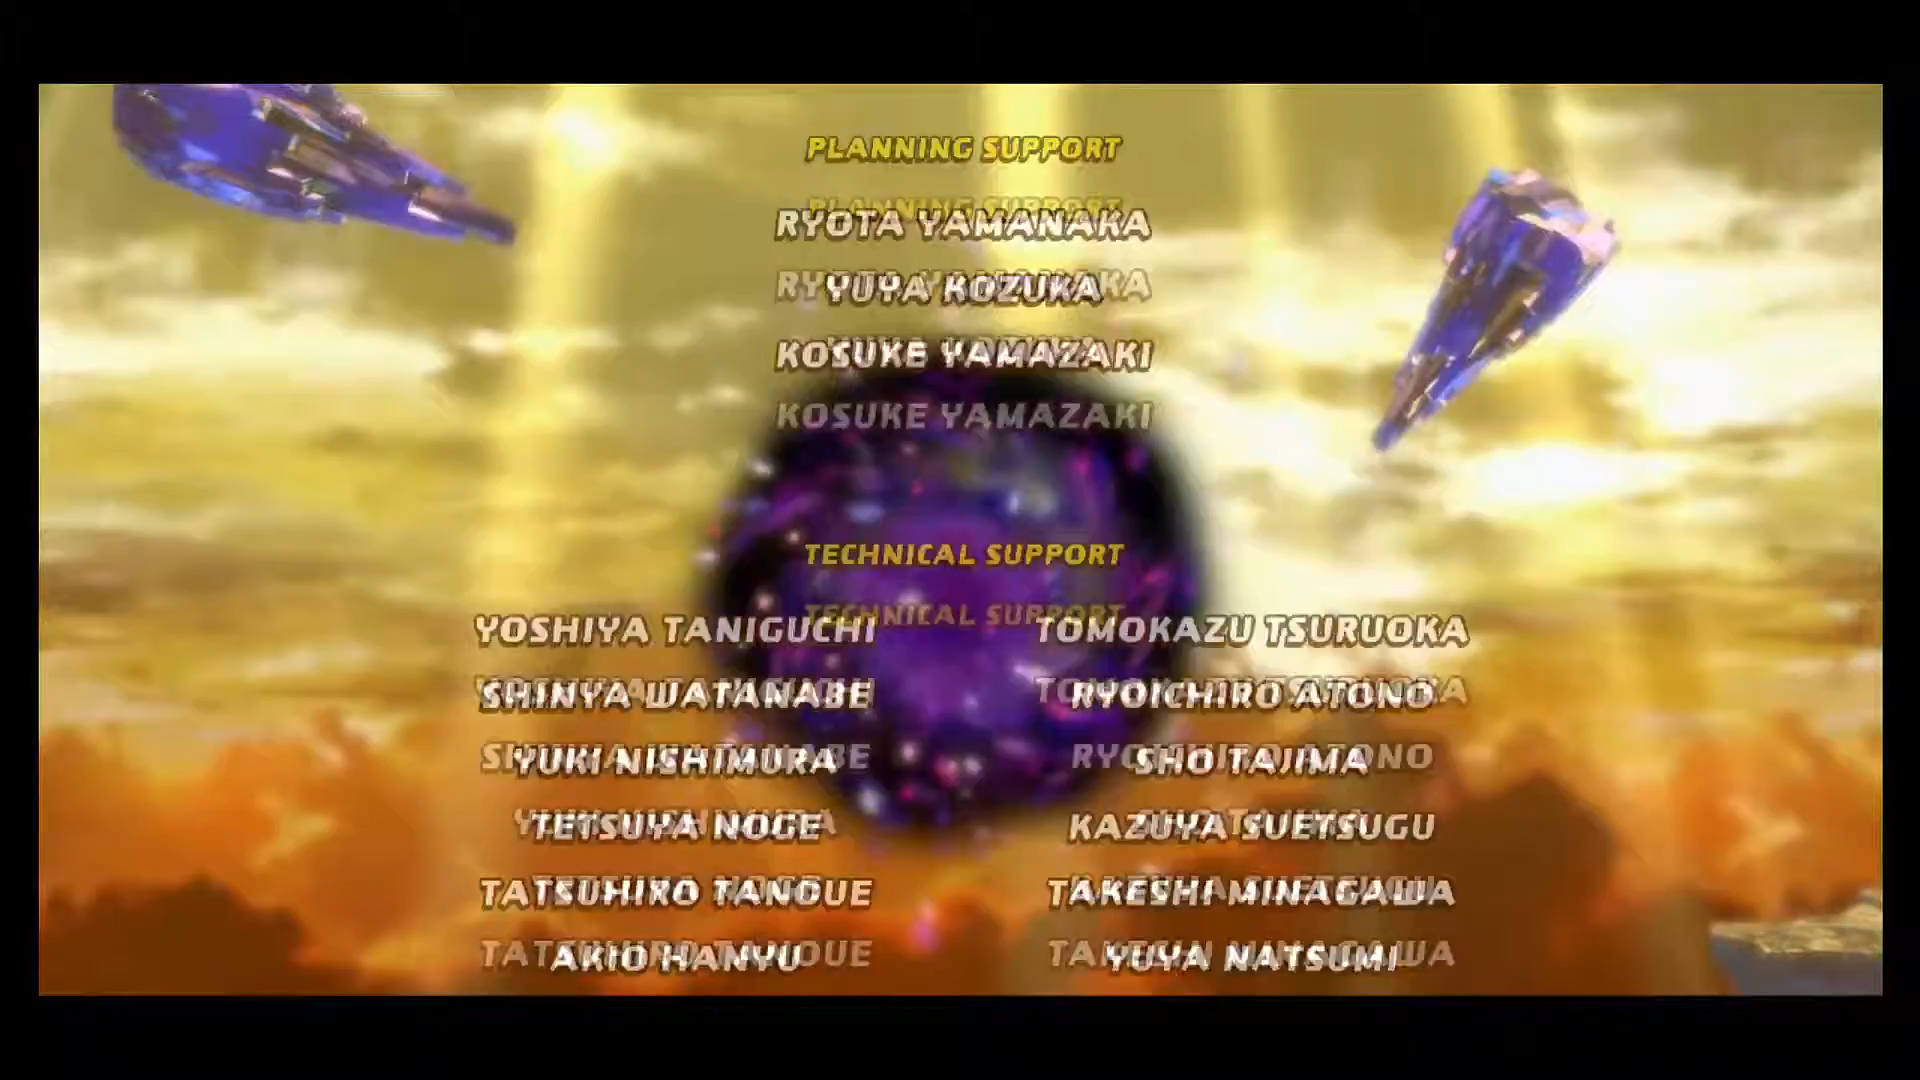 PLANNING SUPPORT
RYOTA YAMANAKA
YUYA KOZUKA
KOSUKE YAMAZAKI
TECHNICAL SUPPORT
YOSHIYA TANIGUCHI TOMOKAZU TSURUOKA
SHINYA WATANABE RYOICHIRO ATONO
YUKI NISHIMURA SHO TAJIMA
TETSUYA NOGE KAZUYA SUETSUGU
TATSUHIRO TANOUE TAKESHI MINAGAWA
AKIO HANYU YUYA NATSUMI